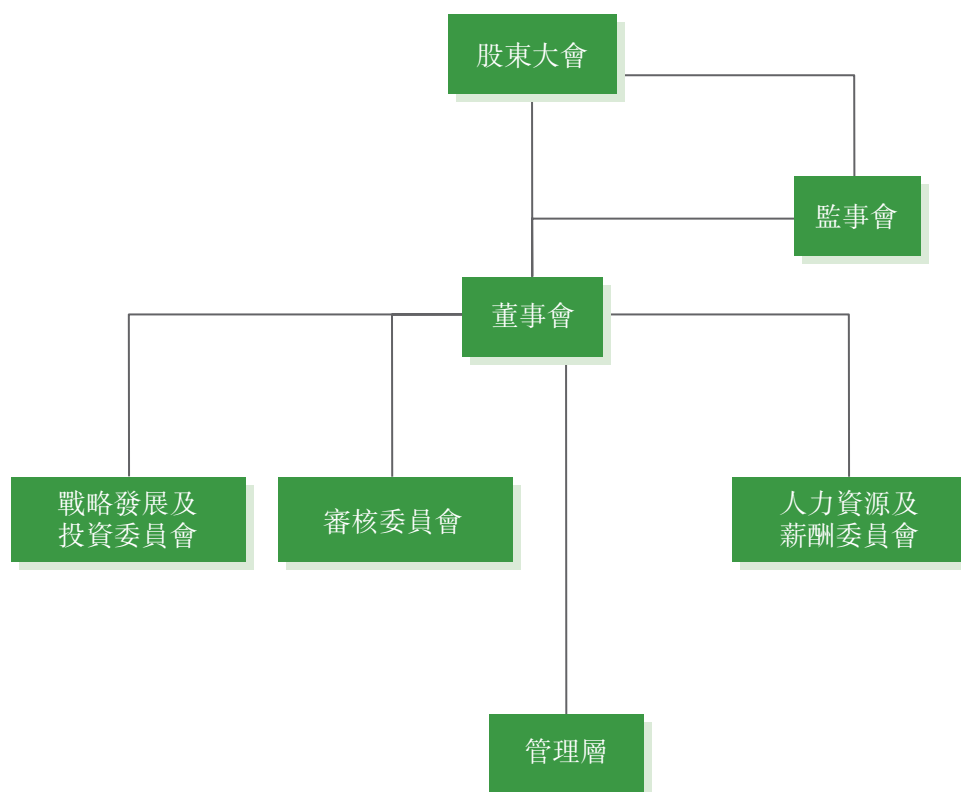 股東大會
監事會
董事會
戰略發展及
投資委員會
審核委員會
人力資源及
薪酬委員會
管理層